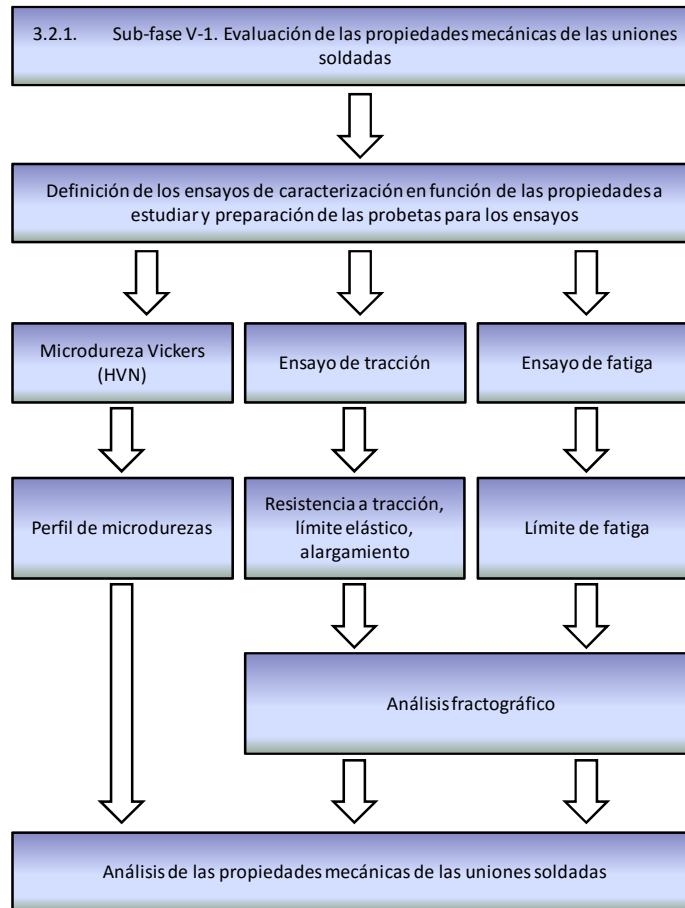 3.2.1. Sub-fase V-1. Evaluación de las propiedades mecánicas de las uniones
soldadas
Definición de los ensayos de caracterización en función de las propiedades a
estudiar y preparación de las probetas para los ensayos
Microdureza Vickers
(HVN)
Ensayo de tracción
Ensayo de fatiga
Perfil de microdurezas
Resistencia a tracción,
límite elástico,
alargamiento
Límite de fatiga
Análisis fractográfico
Análisis de las propiedades mecánicas de las uniones soldadas